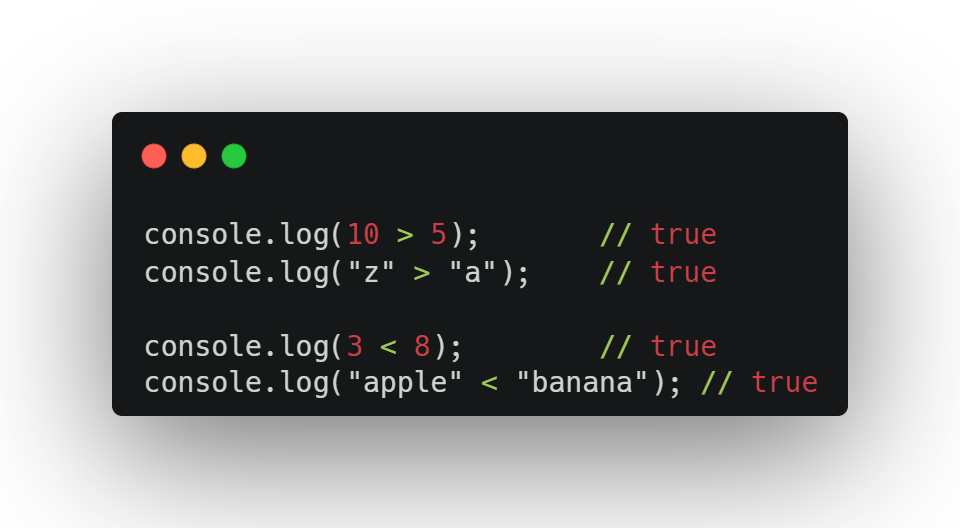 console.log(10 > 5);       // true
console.log("z" > "a");    // true
console.log(3 < 8);        // true
console.log("apple" < "banana"); // true